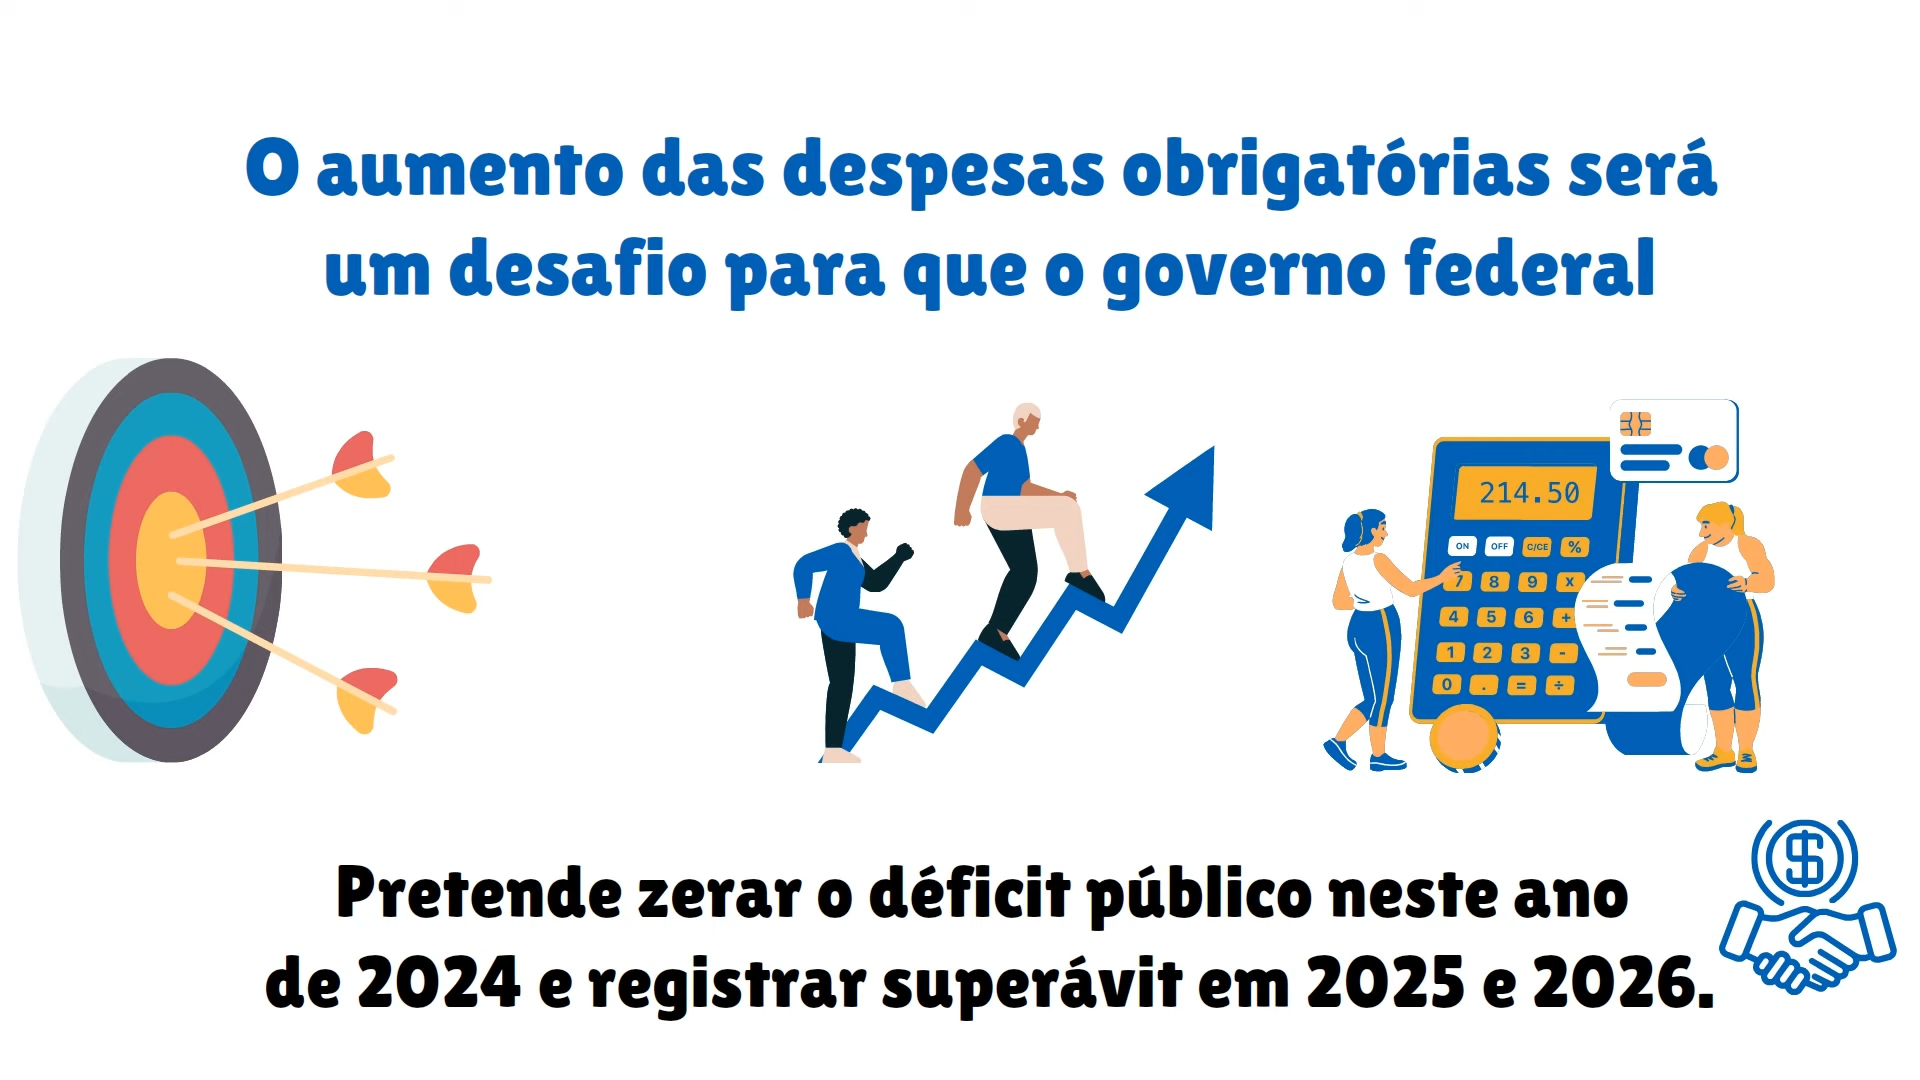 O aumento das despesas obrigatórias será
um desafio para que o governo federal
214.50
ON OFF C/CE %
7 8 9 x
4 5 6 +
1 2 3 -
0 . = ÷
$
Pretende zerar o déficit público neste ano
de 2024 e registrar superávit em 2025 e 2026.